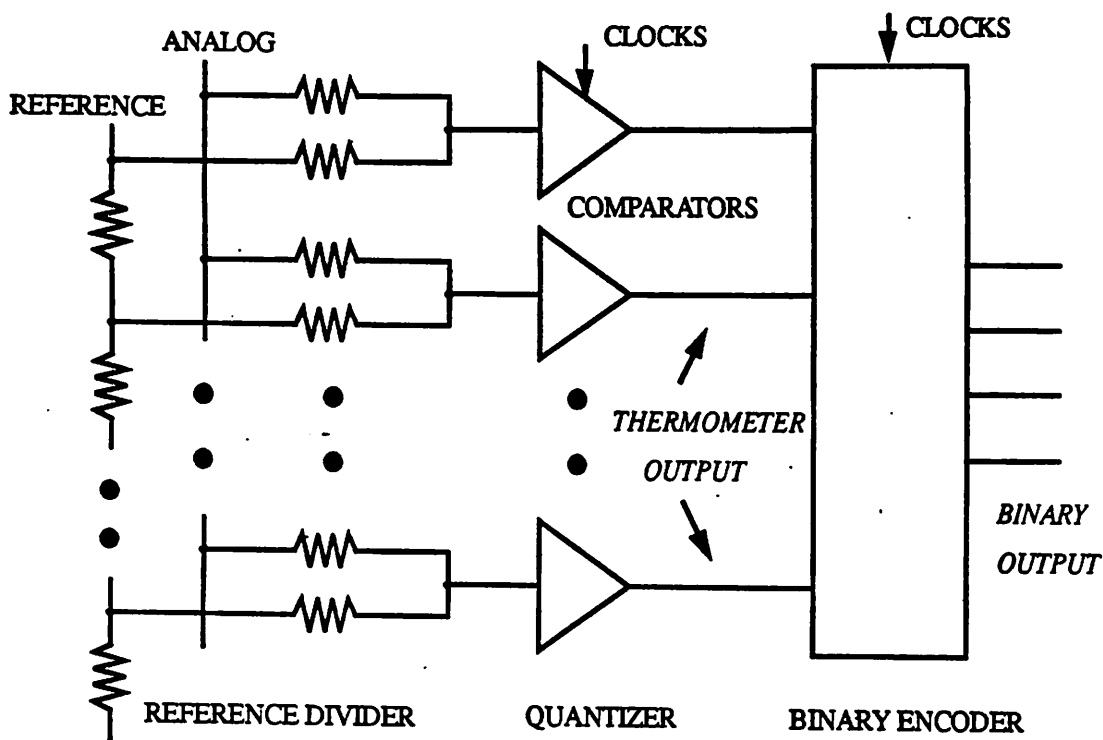 CLOCKS
CLOCKS
ANALOG
REFERENCE
COMPARATORS
THERMOMETER
OUTPUT
BINARY
OUTPUT
REFERENCE DIVIDER
QUANTIZER
BINARY ENCODER